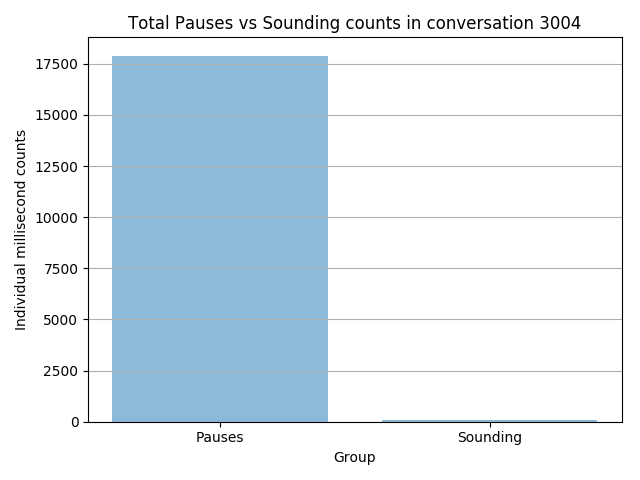 Total Pauses vs Sounding counts in conversation 3004
Individual millisecond counts
17500
15000
12500
10000
7500
5000
2500
0
Pauses
Sounding
Group